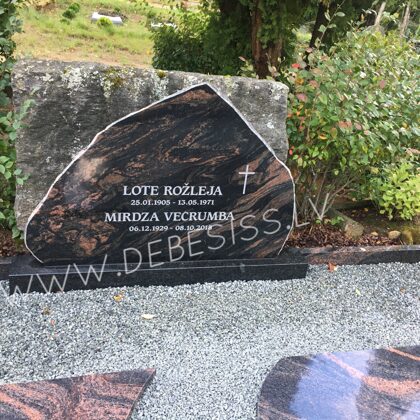 LOTE ROŽLEJA
25.01.1905 - 13.05.1971
MIRDZA VECRUMBA
06.12.1929 - 08.10.2018
WWW.DEBESISS.LV